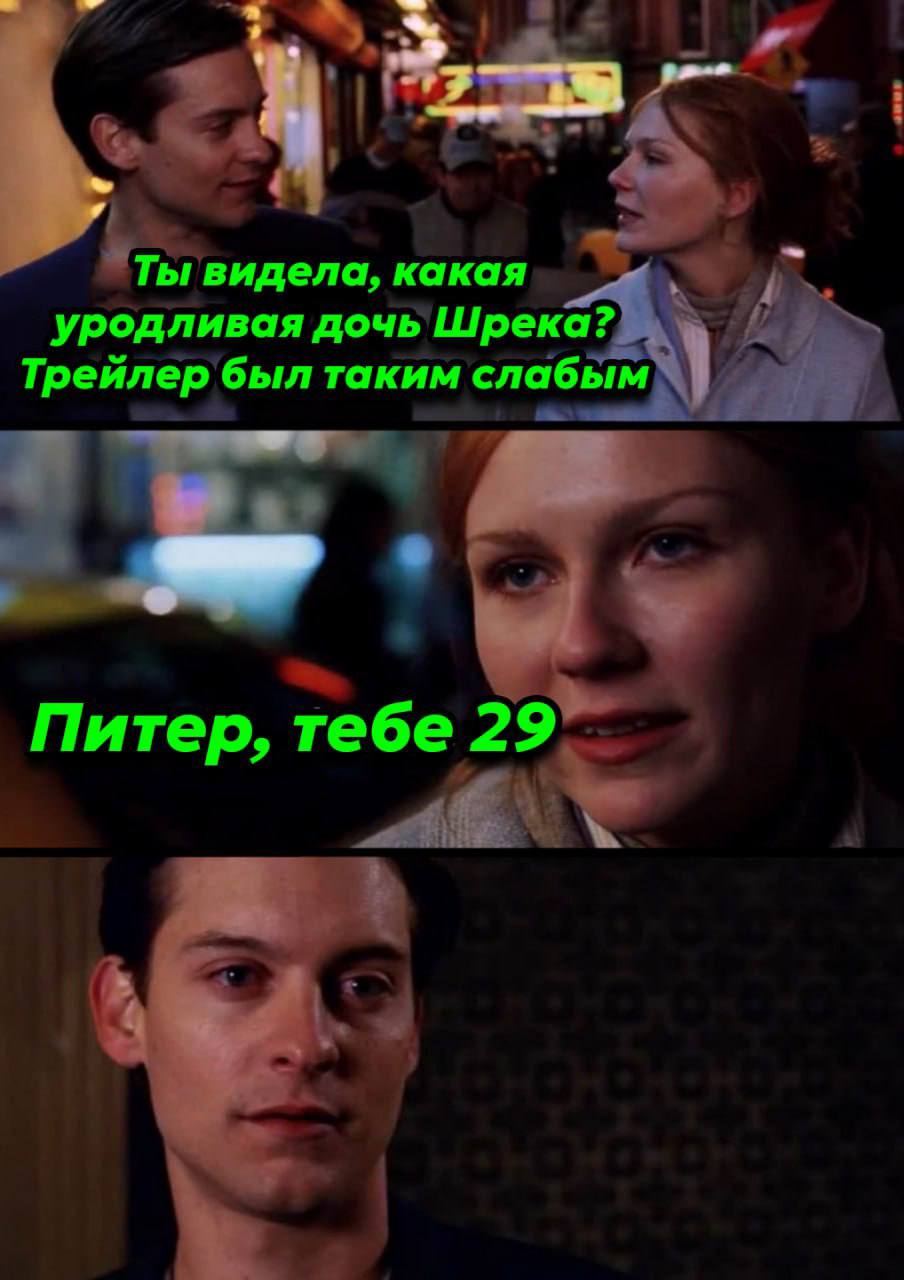 Ты видела, какая
уродливая дочь Шрека?
Трейлер был таким слабым
Питер, тебе 29